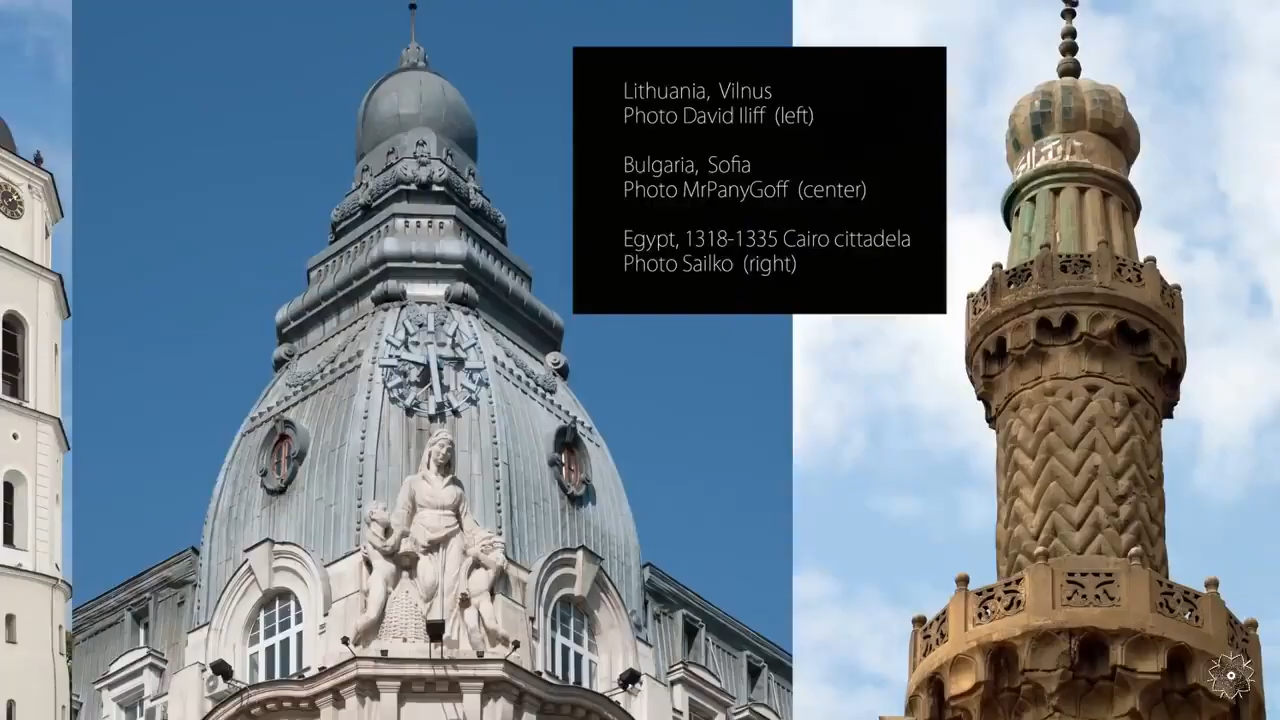 Lithuania, Vilnus
Photo David Iliff (left)
Bulgaria, Sofia
Photo MrPanyGoff (center)
Egypt, 1318-1335 Cairo cittadela
Photo Sailko (right)